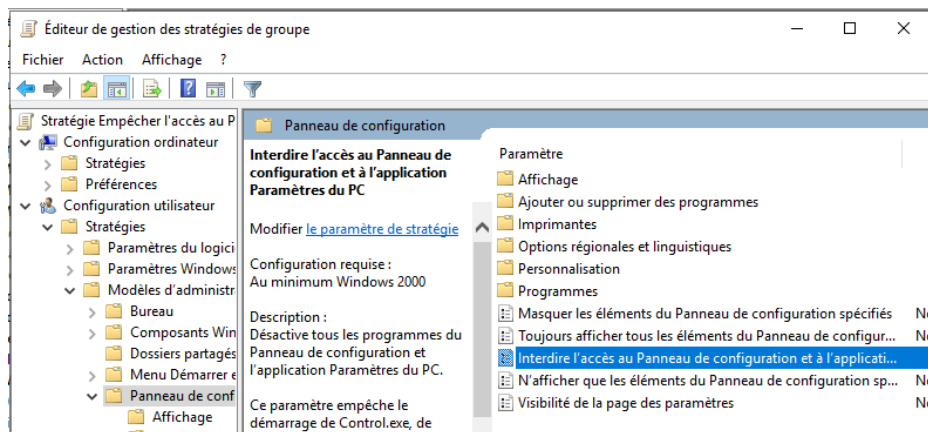 Éditeur de gestion des stratégies de groupe
Fichier Action Affichage ?
Stratégie Empêcher l'accès au P
Configuration ordinateur
Stratégies
Préférences
Configuration utilisateur
Stratégies
Paramètres du logici
Paramètres Windows
Modèles d'administr
Bureau
Composants Win
Dossiers partagés
Menu Démarrer e
Panneau de conf
Affichage
Panneau de configuration
Interdire l'accès au Panneau de
configuration et à l'application
Paramètres du PC
Modifier le paramètre de stratégie
Configuration requise :
Au minimum Windows 2000
Description :
Désactive tous les programmes du
Panneau de configuration et
l'application Paramètres du PC.
Ce paramètre empêche le
démarrage de Control.exe, de
Paramètre
Affichage
Ajouter ou supprimer des programmes
Imprimantes
Options régionales et linguistiques
Personnalisation
Programmes
Masquer les éléments du Panneau de configuration spécifiés
Toujours afficher tous les éléments du Panneau de configur...
Interdire l'accès au Panneau de configuration et à l'applicati...
N'afficher que les éléments du Panneau de configuration sp...
Visibilité de la page des paramètres